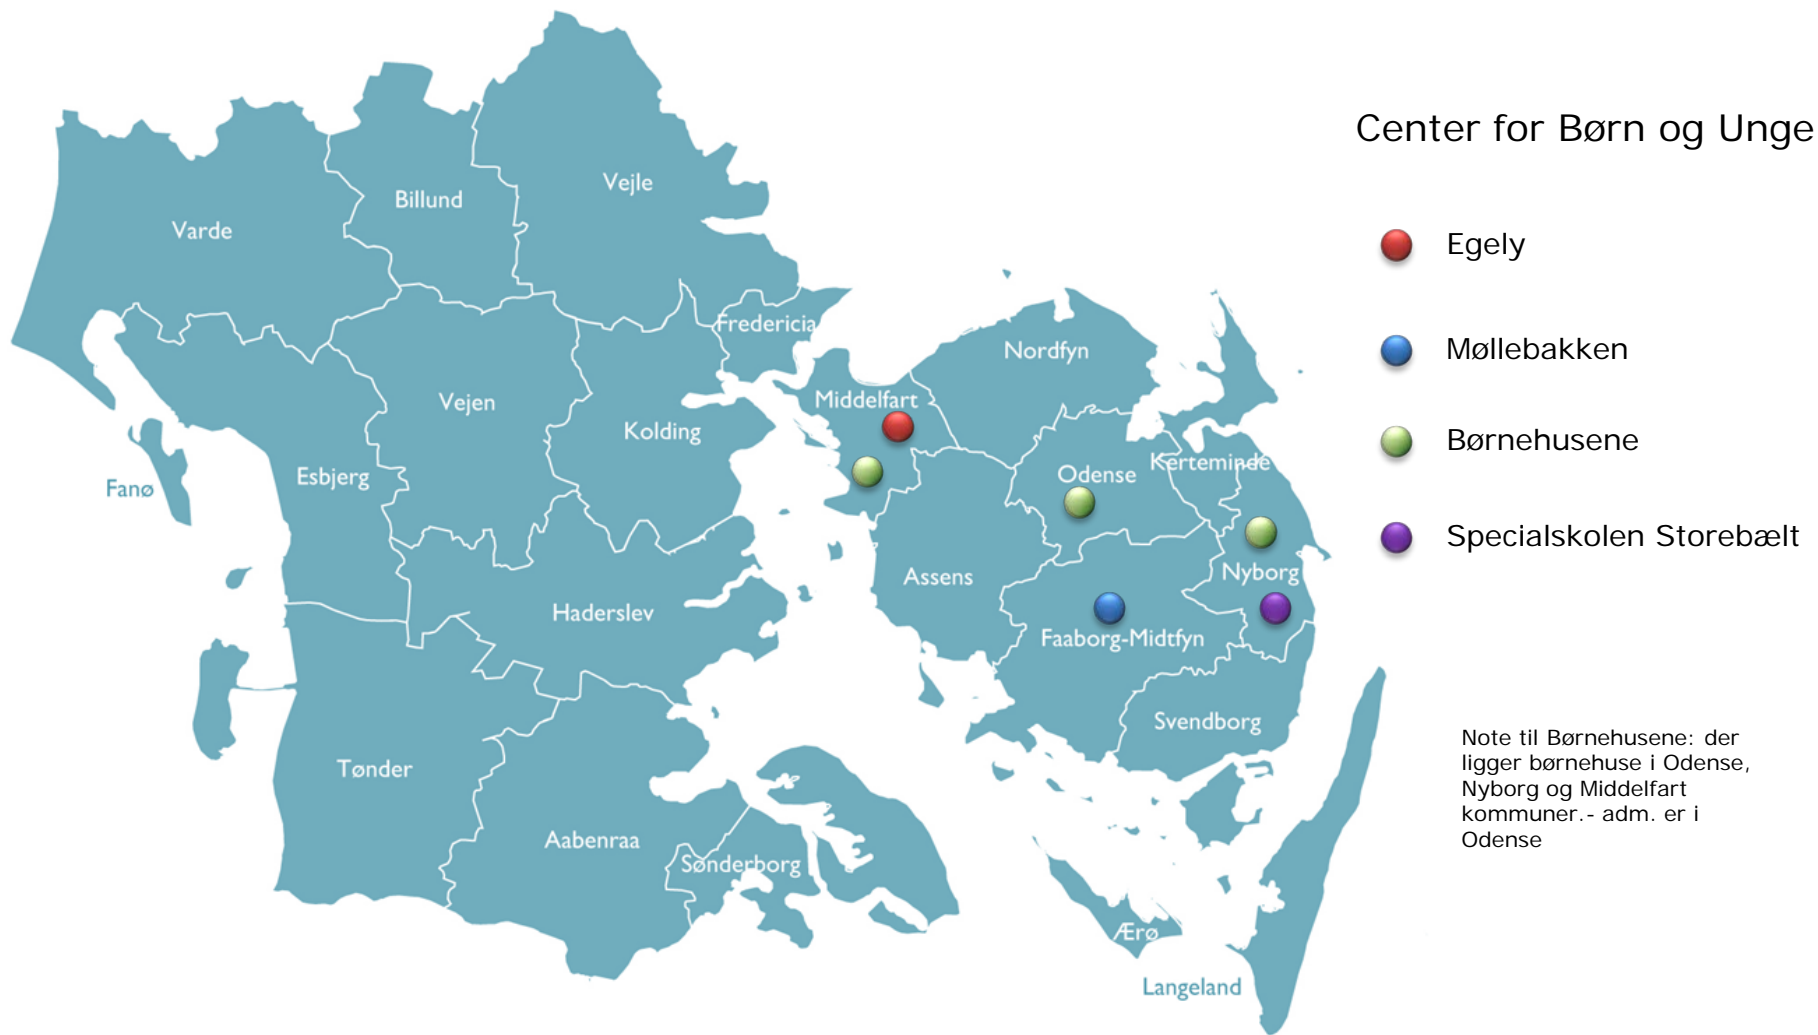 Center for Børn og Unge
Egely
Møllebakken
Børnehusene
Specialskolen Storebælt
Note til Børnehusene: der
ligger børnehuse i Odense,
Nyborg og Middelfart
kommuner.- adm. er i
Odense
Varde
Billund
Vejle
Fredericia
Nordfyn
Middelfart
Vejen
Kolding
Kerteminde
Odense
Esbjerg
Fanø
Nyborg
Assens
Haderslev
Faaborg-Midtfyn
Svendborg
Tønder
Aabenraa
Sønderborg
Ærø
Langeland